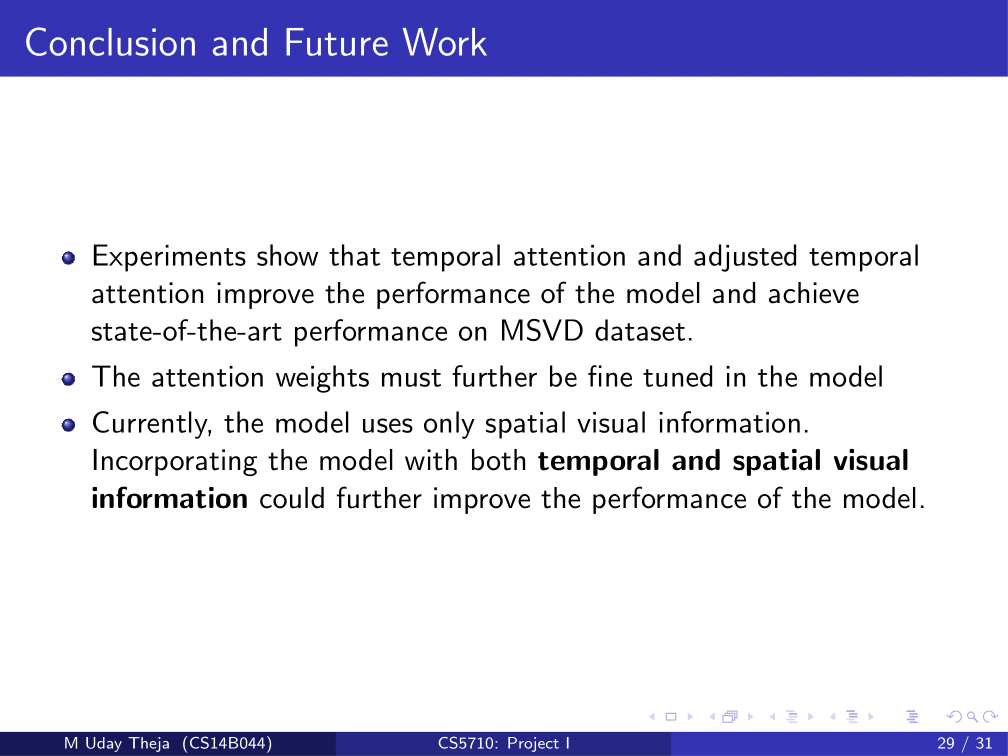 Conclusion and Future Work
Experiments show that temporal attention and adjusted temporal
attention improve the performance of the model and achieve
state-of-the-art performance on MSVD dataset.
The attention weights must further be fine tuned in the model
Currently, the model uses only spatial visual information.
Incorporating the model with both temporal and spatial visual
information could further improve the performance of the model.
M Uday Theja (CS14B044) CS5710: Project I 29 / 31